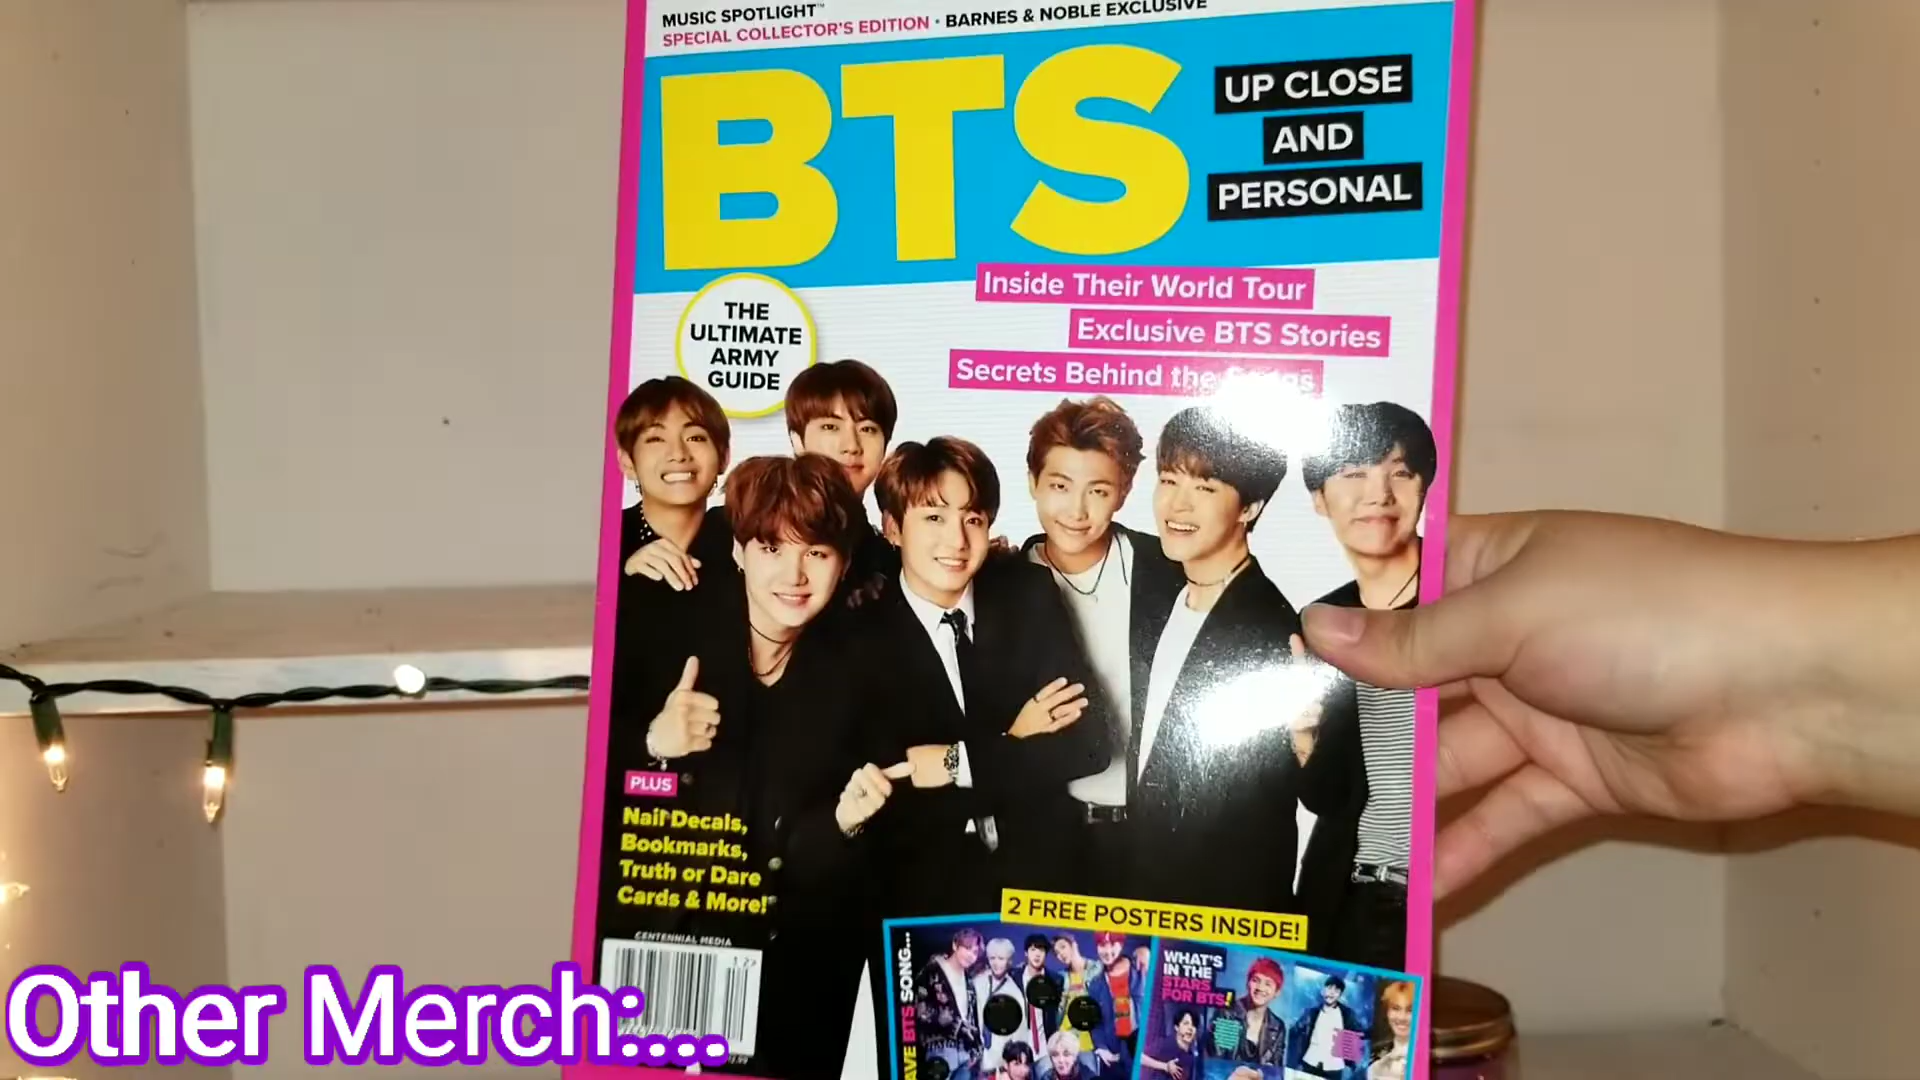 MUSIC SPOTLIGHT™
SPECIAL COLLECTOR'S EDITION • BARNES & NOBLE EXCLUSIVE
BTS
UP CLOSE
AND
PERSONAL
Inside Their World Tour
Exclusive BTS Stories
Secrets Behind the
THE
ULTIMATE
ARMY
GUIDE
PLUS
Nail Decals,
Bookmarks,
Truth or Dare
Cards & More!
CENTENNIAL MEDIA
2 FREE POSTERS INSIDE!
BTS SONG...
WHAT'S
IN THE
STARS
FOR BTS!
Other Merch:....